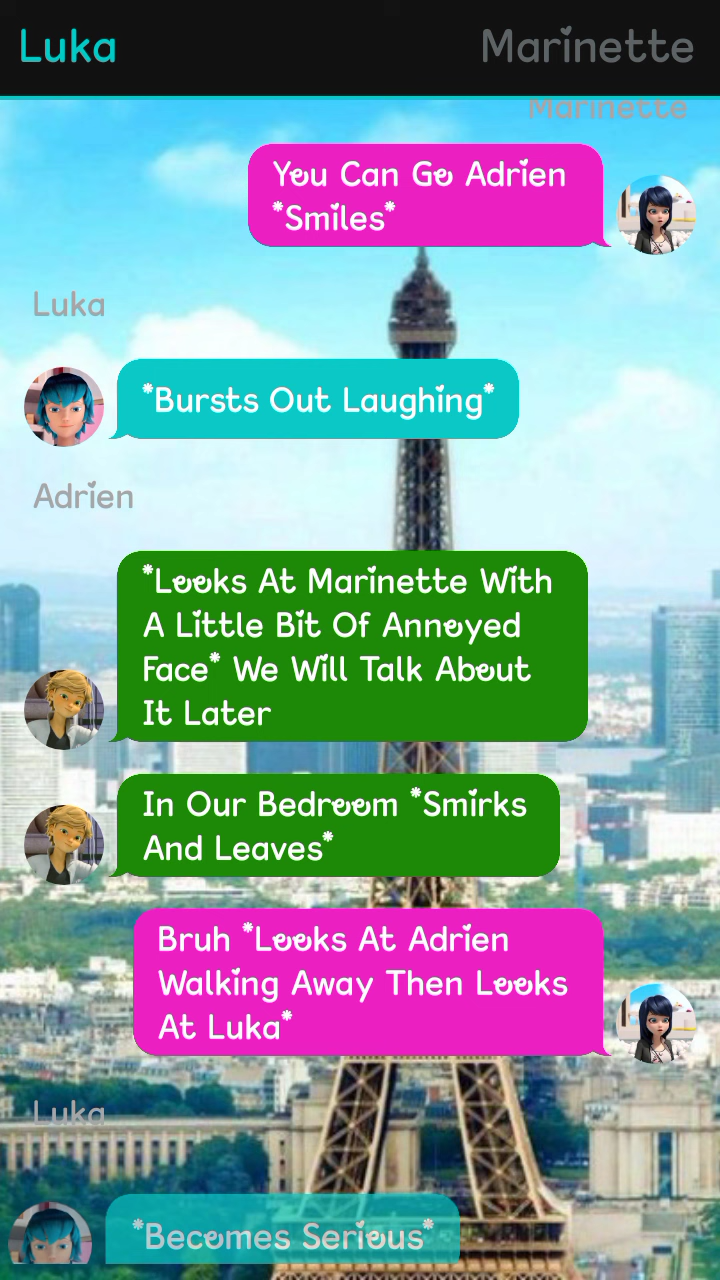 Luka Marinette
Marinette
You Can Go Adrien
*Smiles*
Luka
*Bursts Out Laughing*
Adrien
*Looks At Marinette With
A Little Bit Of Annoyed
Face* We Will Talk About
It Later
In Our Bedroom *Smirks
And Leaves*
Bruh *Looks At Adrien
Walking Away Then Looks
At Luka*
Luka
*Becomes Serious*